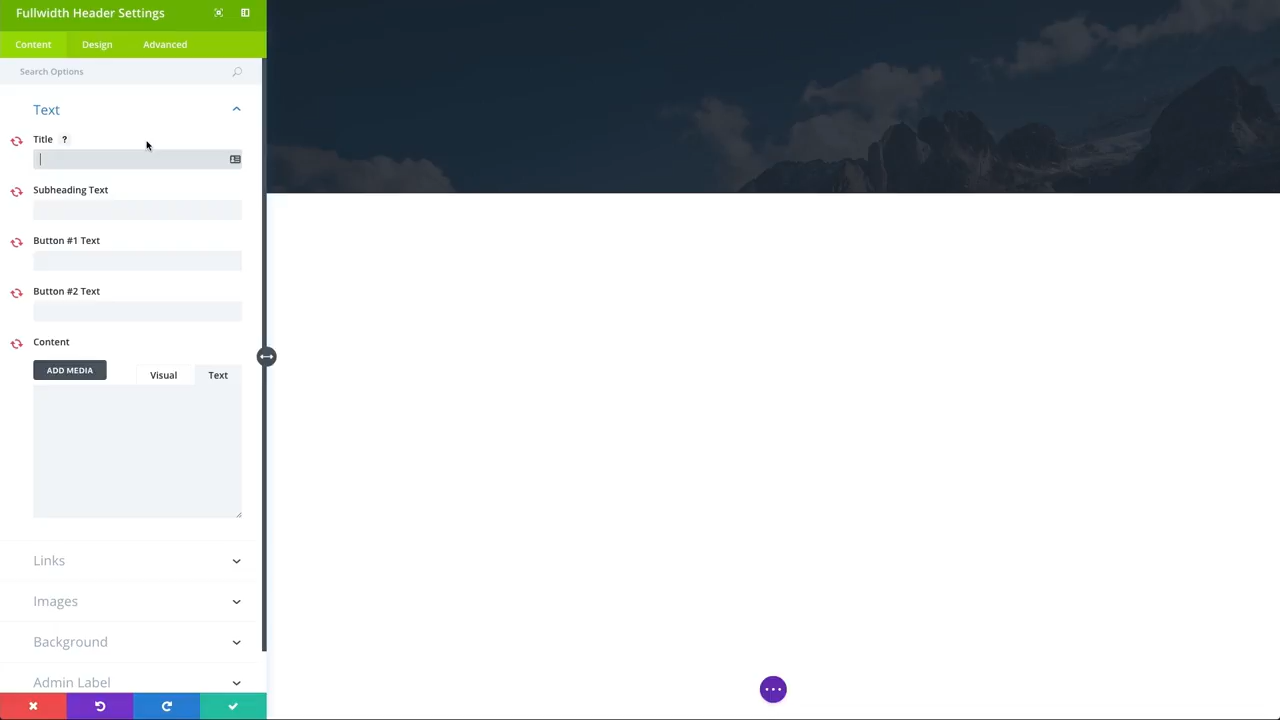 Fullwidth Header Settings
Content Design Advanced
Search Options
Text
Title ?
Subheading Text
Button #1 Text
Button #2 Text
Content
ADD MEDIA Visual Text
Links
Images
Background
Admin Label